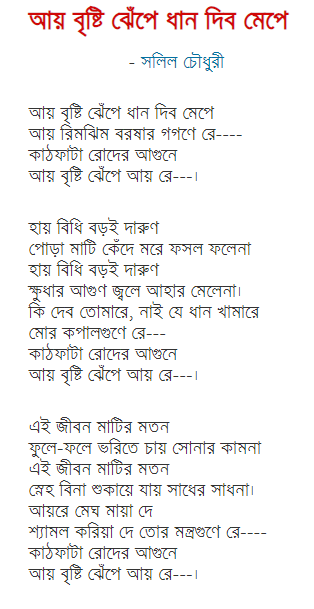 আয় বৃষ্টি ঝেঁপে ধান দিব মেপে
- সলিল চৌধুরী
আয় বৃষ্টি ঝেঁপে ধান দিব মেপে
আয় রিমঝিম বরষার গগণে রে----
কাঠফাটা রোদের আগুনে
আয় বৃষ্টি ঝেঁপে আয় রে---।
হায় বিধি বড়ই দারুণ
পোড়া মাটি কেঁদে মরে ফসল ফলেনা
হায় বিধি বড়ই দারুণ
ক্ষুধার আগুণ জ্বলে আহার মেলেনা।
কি দেব তোমারে, নাই যে ধান খামারে
মোর কপালগুণে রে---
কাঠফাটা রোদের আগুনে
আয় বৃষ্টি ঝেঁপে আয় রে---।
এই জীবন মাটির মতন
ফুলে-ফলে ভরিতে চায় সোনার কামনা
এই জীবন মাটির মতন
স্নেহ বিনা শুকায়ে যায় সাধের সাধনা।
আয়রে মেঘ মায়া দে
শ্যামল করিয়া দে তোর মন্ত্রগুণে রে----
কাঠফাটা রোদের আগুনে
আয় বৃষ্টি ঝেঁপে আয় রে---।